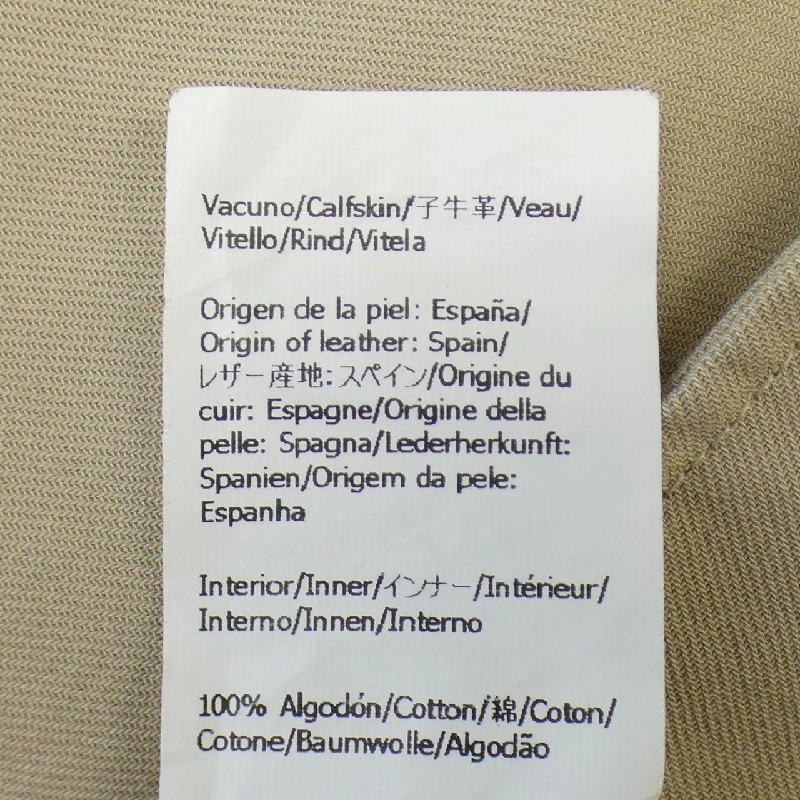 Vacuno/Calfskin/子牛革/Veau/
Vitello/Rind/Vitela
Origen de la piel: España/
Origin of leather: Spain/
レザー産地:スペイン/Origine du
cuir: Espagne/Origine della
pelle: Spagna/Lederherkunft:
Spanien/Origem da pele:
Espanha
Interior/Inner/インナー/Intérieur/
Interno/Innen/Interno
100% Algodón/Cotton/綿/Coton/
Cotone/Baumwolle/Algodão